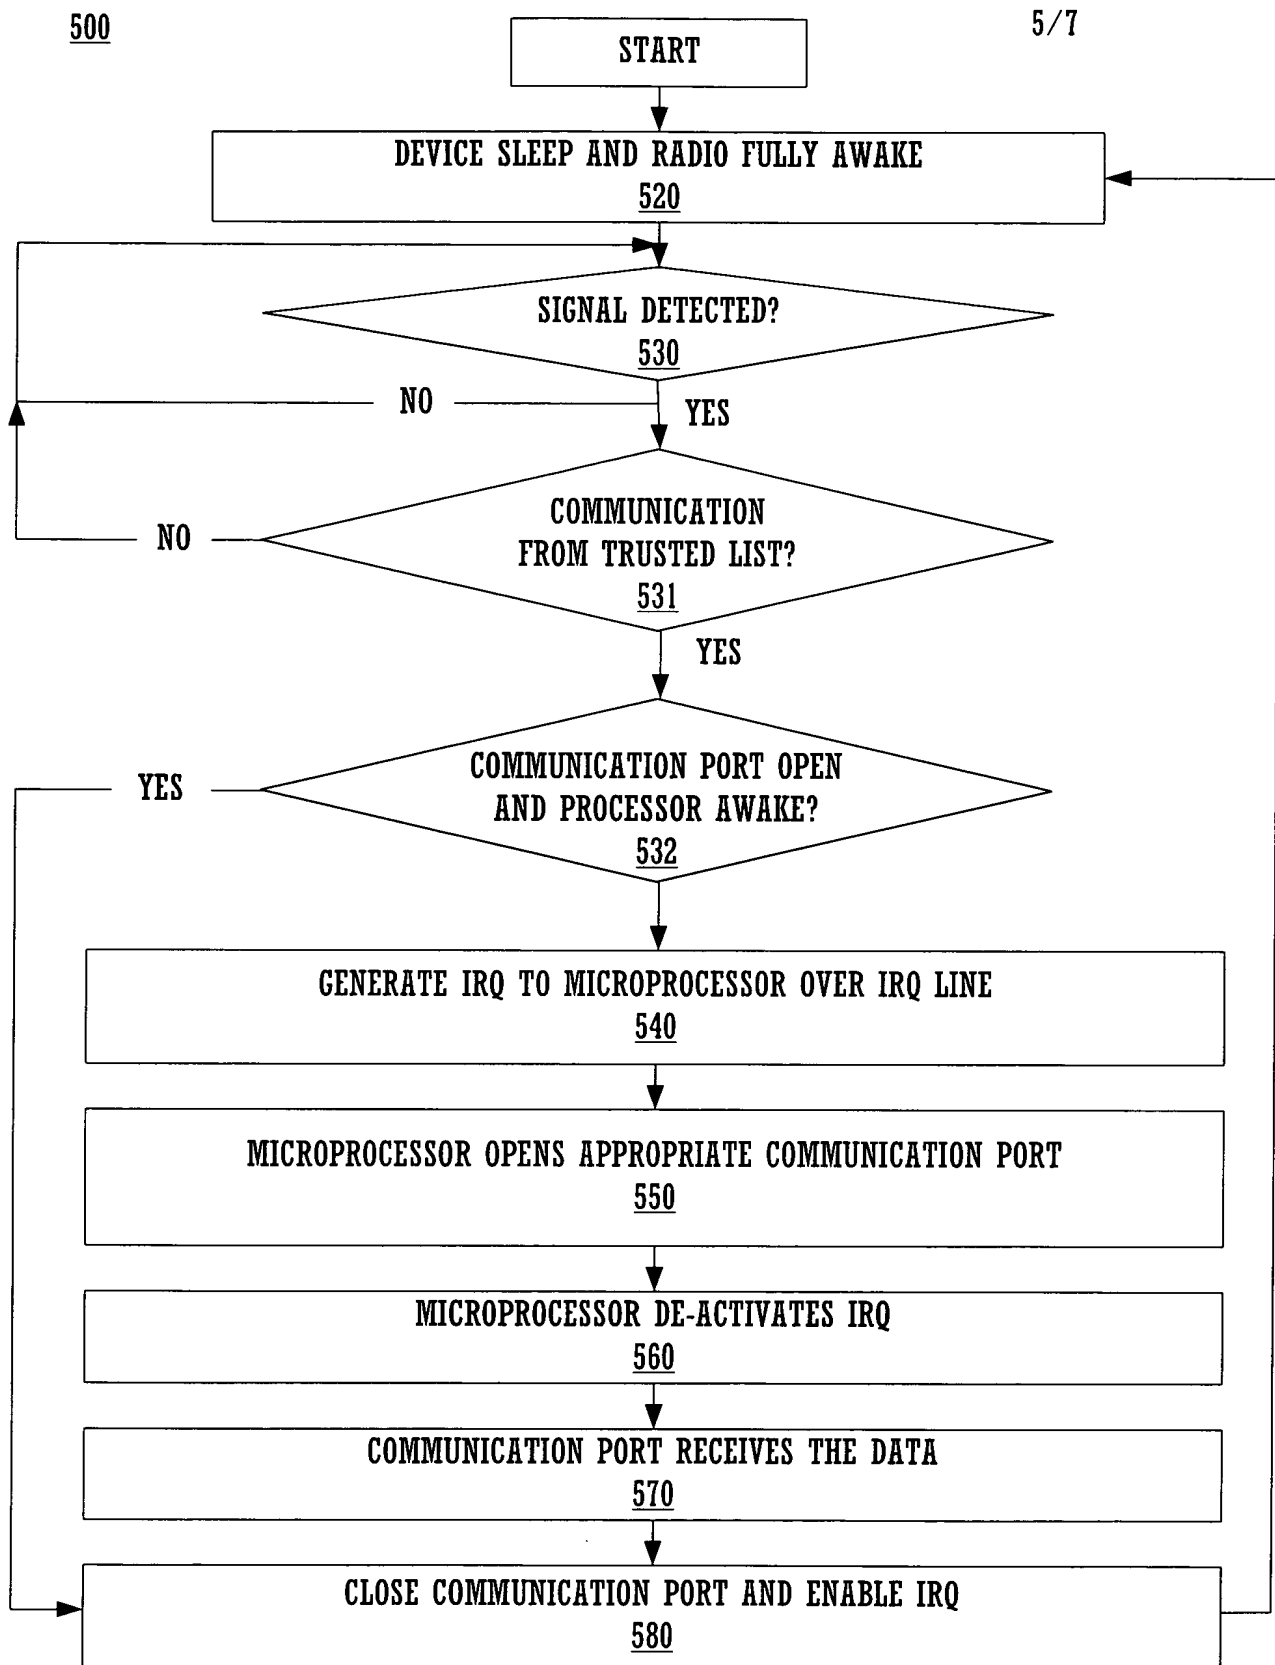 500
5/7
START
DEVICE SLEEP AND RADIO FULLY AWAKE
520
SIGNAL DETECTED?
530
NO
YES
COMMUNICATION
FROM TRUSTED LIST?
531
NO
YES
COMMUNICATION PORT OPEN
AND PROCESSOR AWAKE?
532
YES
GENERATE IRQ TO MICROPROCESSOR OVER IRQ LINE
540
MICROPROCESSOR OPENS APPROPRIATE COMMUNICATION PORT
550
MICROPROCESSOR DE-ACTIVATES IRQ
560
COMMUNICATION PORT RECEIVES THE DATA
570
CLOSE COMMUNICATION PORT AND ENABLE IRQ
580